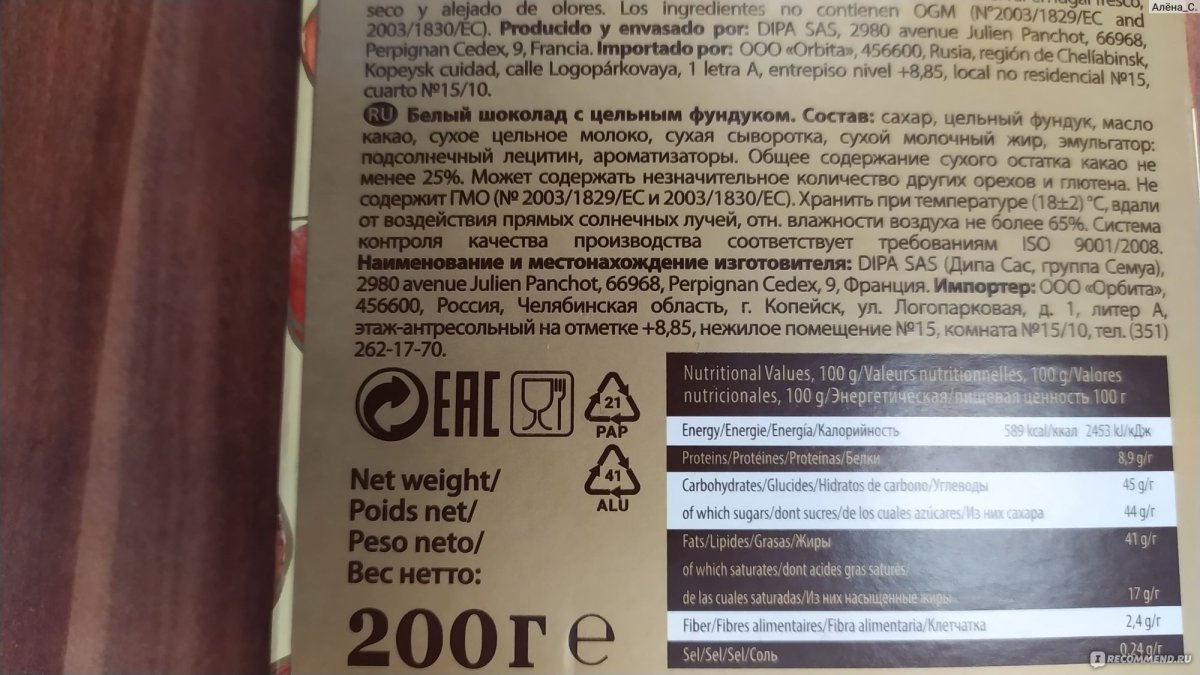 Алёна_С.
seco y alejado de olores. Los ingredientes no contienen OGM (N°2003/1829/EC and
2003/1830/EC). Producido y envasado por: DIPA SAS, 2980 avenue Julien Panchot, 66968,
Perpignan Cedex, 9, Francia. Importado por: ООО «Orbita», 456600, Rusia, región de Cheliabinsk,
Kopeysk cuidad, calle Logopárkovaya, 1 letra A, entrepiso nivel +8,85, local no residencial №15,
cuarto №15/10.
RU Белый шоколад с цельным фундуком. Состав: сахар, цельный фундук, масло
какао, сухое цельное молоко, сухая сыворотка, сухой молочный жир, эмульгатор:
подсолнечный лецитин, ароматизаторы. Общее содержание сухого остатка какао не
менее 25%. Может содержать незначительное количество других орехов и глютена. Не
содержит ГМО (№ 2003/1829/ЕС и 2003/1830/ЕС). Хранить при температуре (18±2) °С, вдали
от воздействия прямых солнечных лучей, отн. влажности воздуха не более 65%. Система
контроля качества производства соответствует требованиям ISO 9001/2008.
Наименование и местонахождение изготовителя: DIPA SAS (Дипа Сас, группа Семуа),
2980 avenue Julien Panchot, 66968, Perpignan Cedex, 9, Франция. Импортер: ООО «Орбита»,
456600, Россия, Челябинская область, г. Копейск, ул. Логопарковая, д. 1, литер А,
этаж-антресольный на отметке +8,85, нежилое помещение №15, комната №15/10, тел. (351)
262-17-70.
EAC
21
PAP
41
ALU
Net weight/
Poids net/
Peso neto/
Вес нетто:
200г e
Nutritional Values, 100 g/Valeurs nutritionnelles, 100 g/Valores
nutricionales, 100 g/Энергетическая/пищевая ценность 100 г
Energy/Energie/Energía/Калорийность 589 kcal/ккал 2453 kJ/кДж
Proteins/Protéines/Proteínas/Белки 8,9 g/г
Carbohydrates/Glucides/Hidratos de carbono/Углеводы 45 g/г
of which sugars/dont sucres/de los cuales azúcares/Из них сахара 44 g/г
Fats/Lipides/Grasas/Жиры 41 g/г
of which saturates/dont acides gras saturés/
de las cuales saturadas/Из них насыщенные жиры 17 g/г
Fiber/Fibres alimentaires/Fibra alimentaria/Клетчатка 2,4 g/г
Sel/Sel/Sel/Соль 0,24 g/г
IRECOMMEND.RU